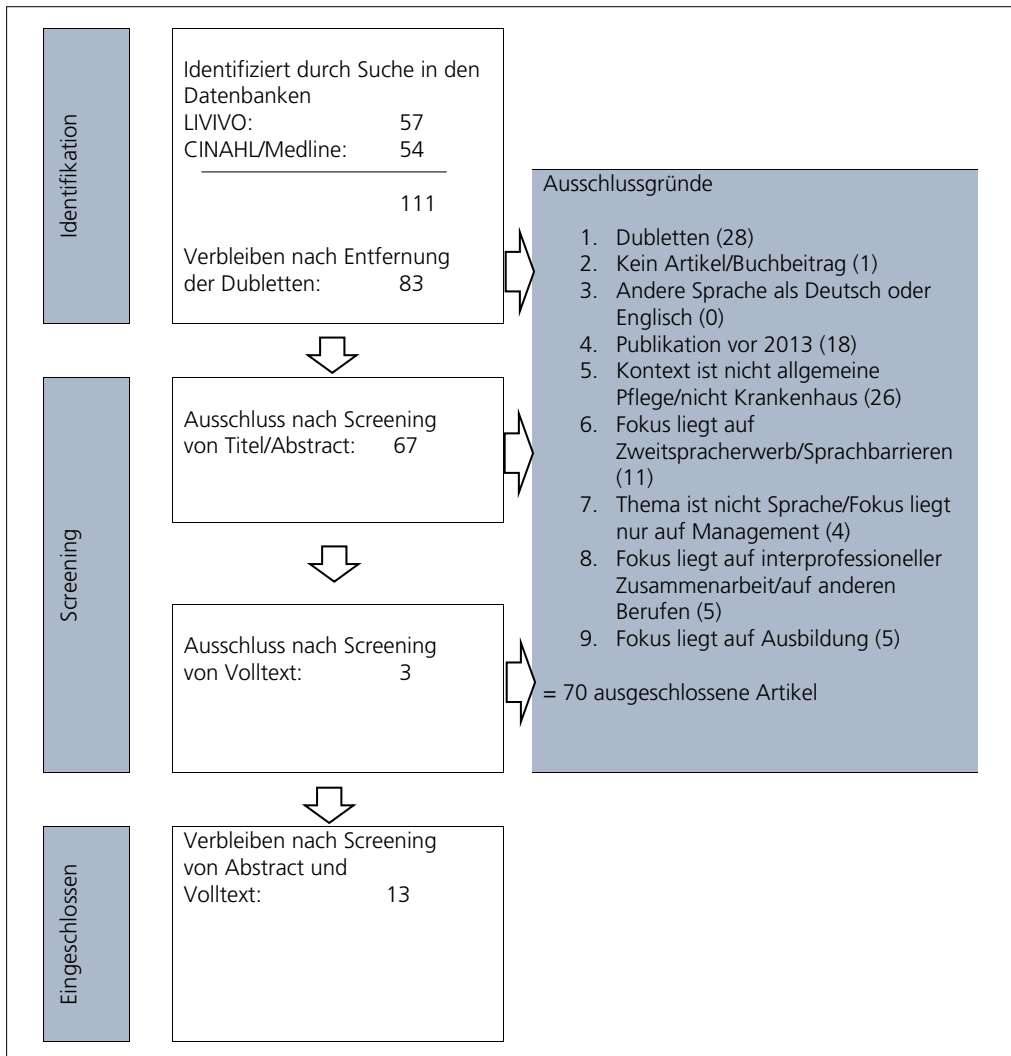 Identifikation
Identifiziert durch Suche in den
Datenbanken
LIVIVO: 57
CINAHL/Medline: 54
111
Verbleiben nach Entfernung
der Dubletten: 83
Screening
Ausschluss nach Screening
von Titel/Abstract: 67
Ausschluss nach Screening
von Volltext: 3
Ausschlussgründe
1. Dubletten (28)
2. Kein Artikel/Buchbeitrag (1)
3. Andere Sprache als Deutsch oder
Englisch (0)
4. Publikation vor 2013 (18)
5. Kontext ist nicht allgemeine
Pflege/nicht Krankenhaus (26)
6. Fokus liegt auf
Zweitspracherwerb/Sprachbarrieren
(11)
7. Thema ist nicht Sprache/Fokus liegt
nur auf Management (4)
8. Fokus liegt auf interprofessioneller
Zusammenarbeit/auf anderen
Berufen (5)
9. Fokus liegt auf Ausbildung (5)
= 70 ausgeschlossene Artikel
Eingeschlossen
Verbleiben nach Screening
von Abstract und
Volltext: 13